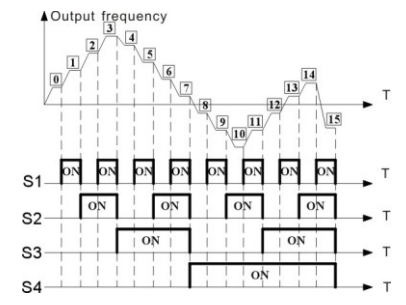 Output frequency
3
2
4
1
5
0
6
14
7
13
T
8
12
9
11
15
10
S1
ON ON ON ON ON ON ON ON
T
S2
ON ON ON ON
T
S3
ON ON
T
S4
ON
T